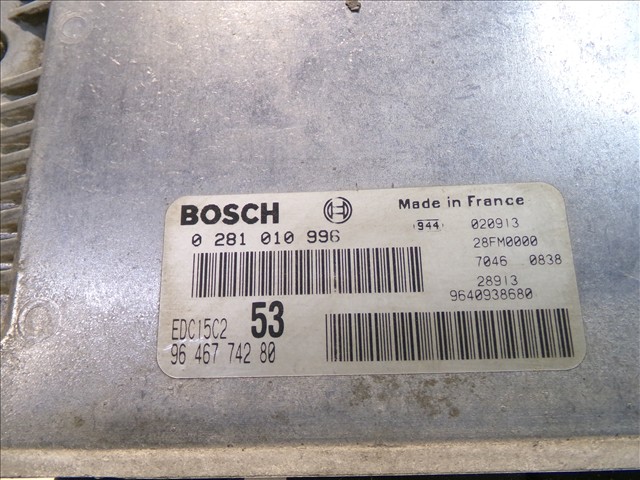 BOSCH
Made in France
0 281 010 996
944 020913
28FM0000
7046 0838
28913
9640938680
EDC15C2 53
96 467 742 80